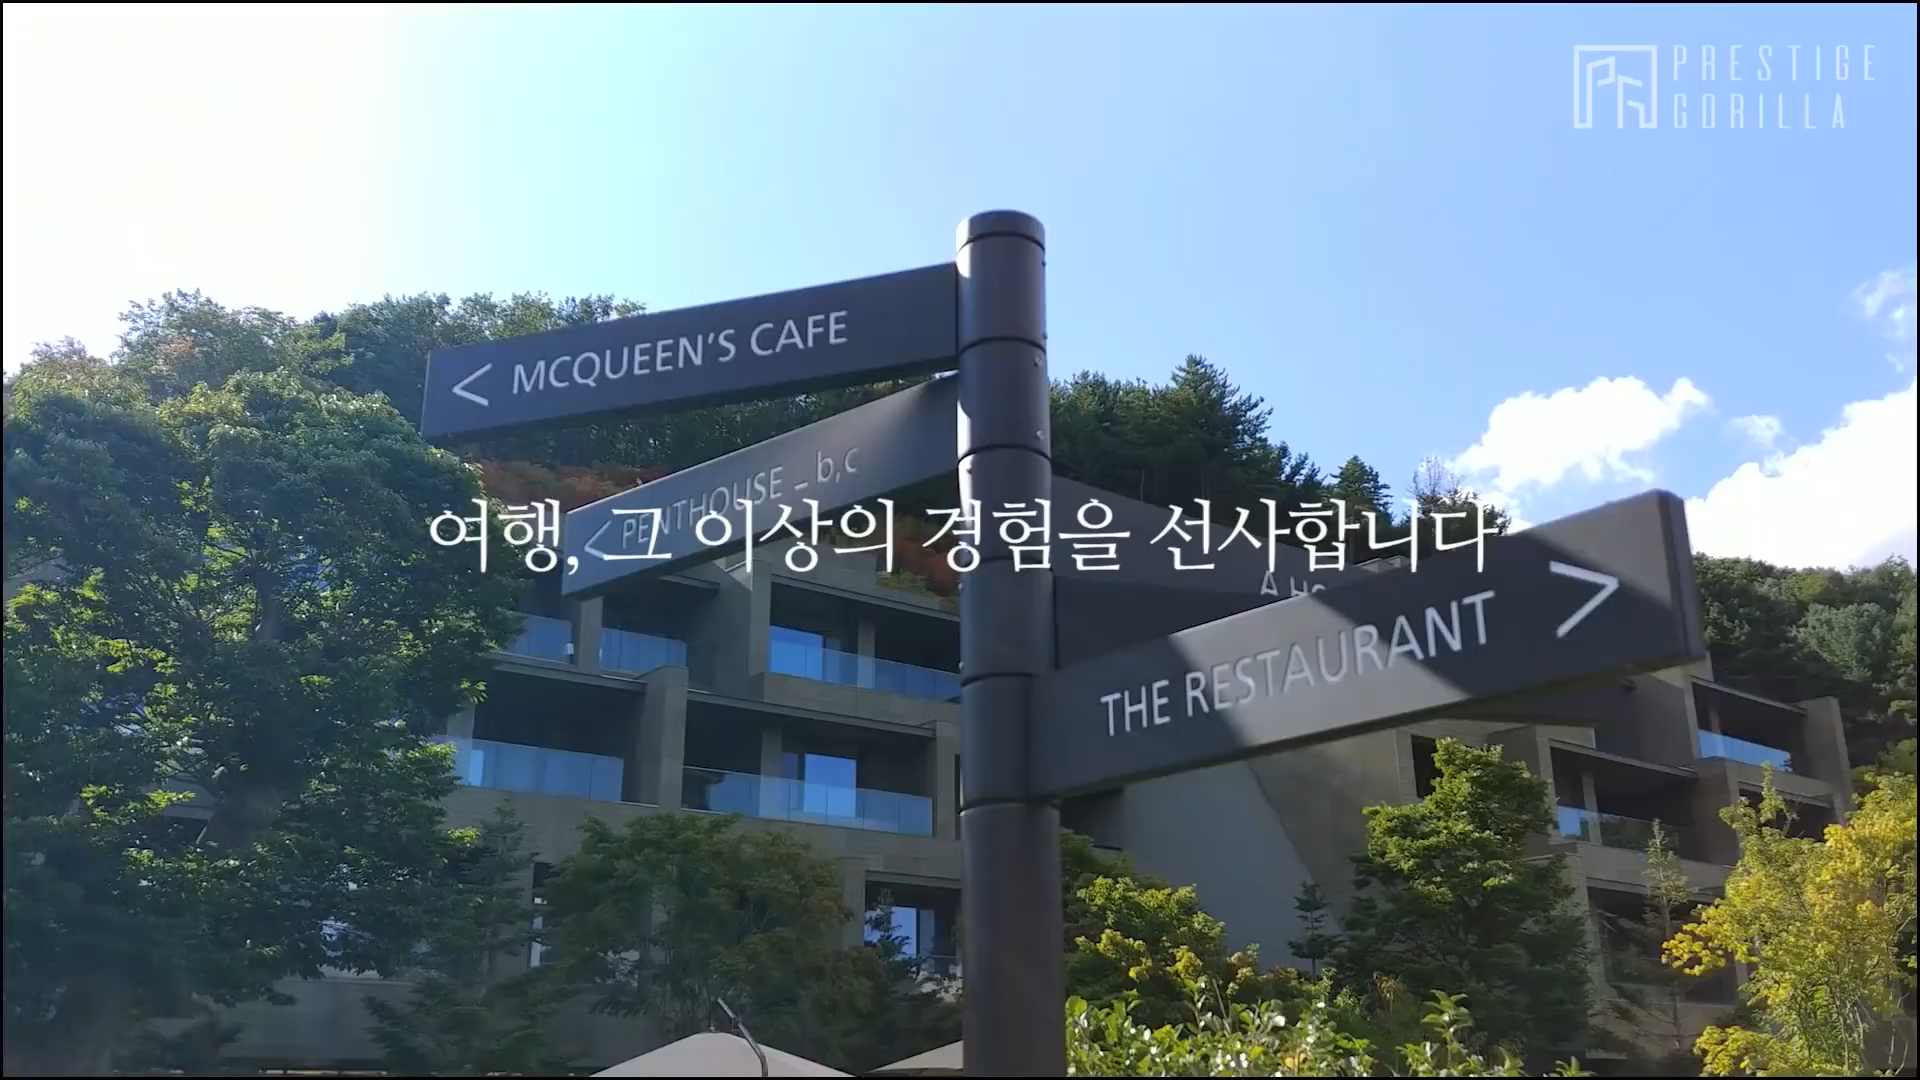 PRESTIGE
GORILLA
< MCQUEEN'S CAFE
< PENTHOUSE _ b,c
여행, 그 이상의 경험을 선사합니다
THE RESTAURANT >